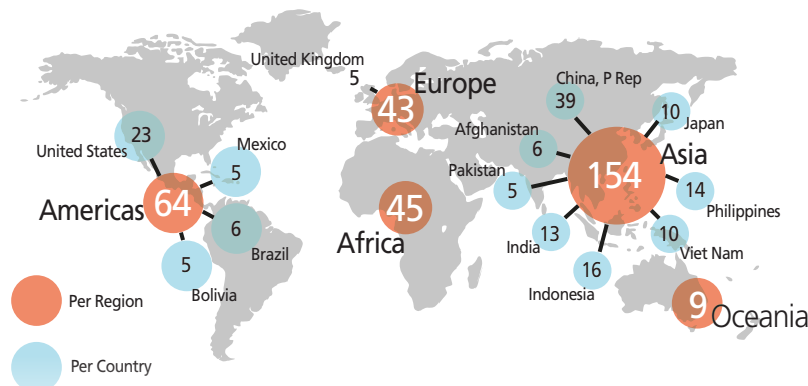 United Kingdom
5
Europe
43
China, P Rep
39
10
Japan
Afghanistan
6
Asia
154
Pakistan
5
14
Philippines
India
13
10
Viet Nam
Indonesia
16
United States
23
Mexico
5
Americas
64
6
Brazil
5
Bolivia
45
Africa
9
Oceania
Per Region
Per Country